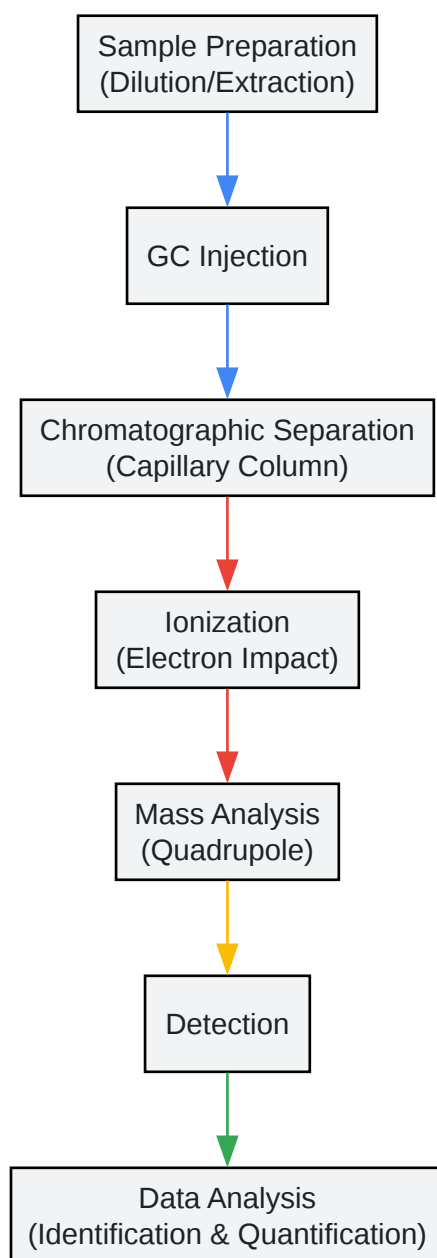 Sample Preparation
(Dilution/Extraction)
GC Injection
Chromatographic Separation
(Capillary Column)
Ionization
(Electron Impact)
Mass Analysis
(Quadrupole)
Detection
Data Analysis
(Identification & Quantification)